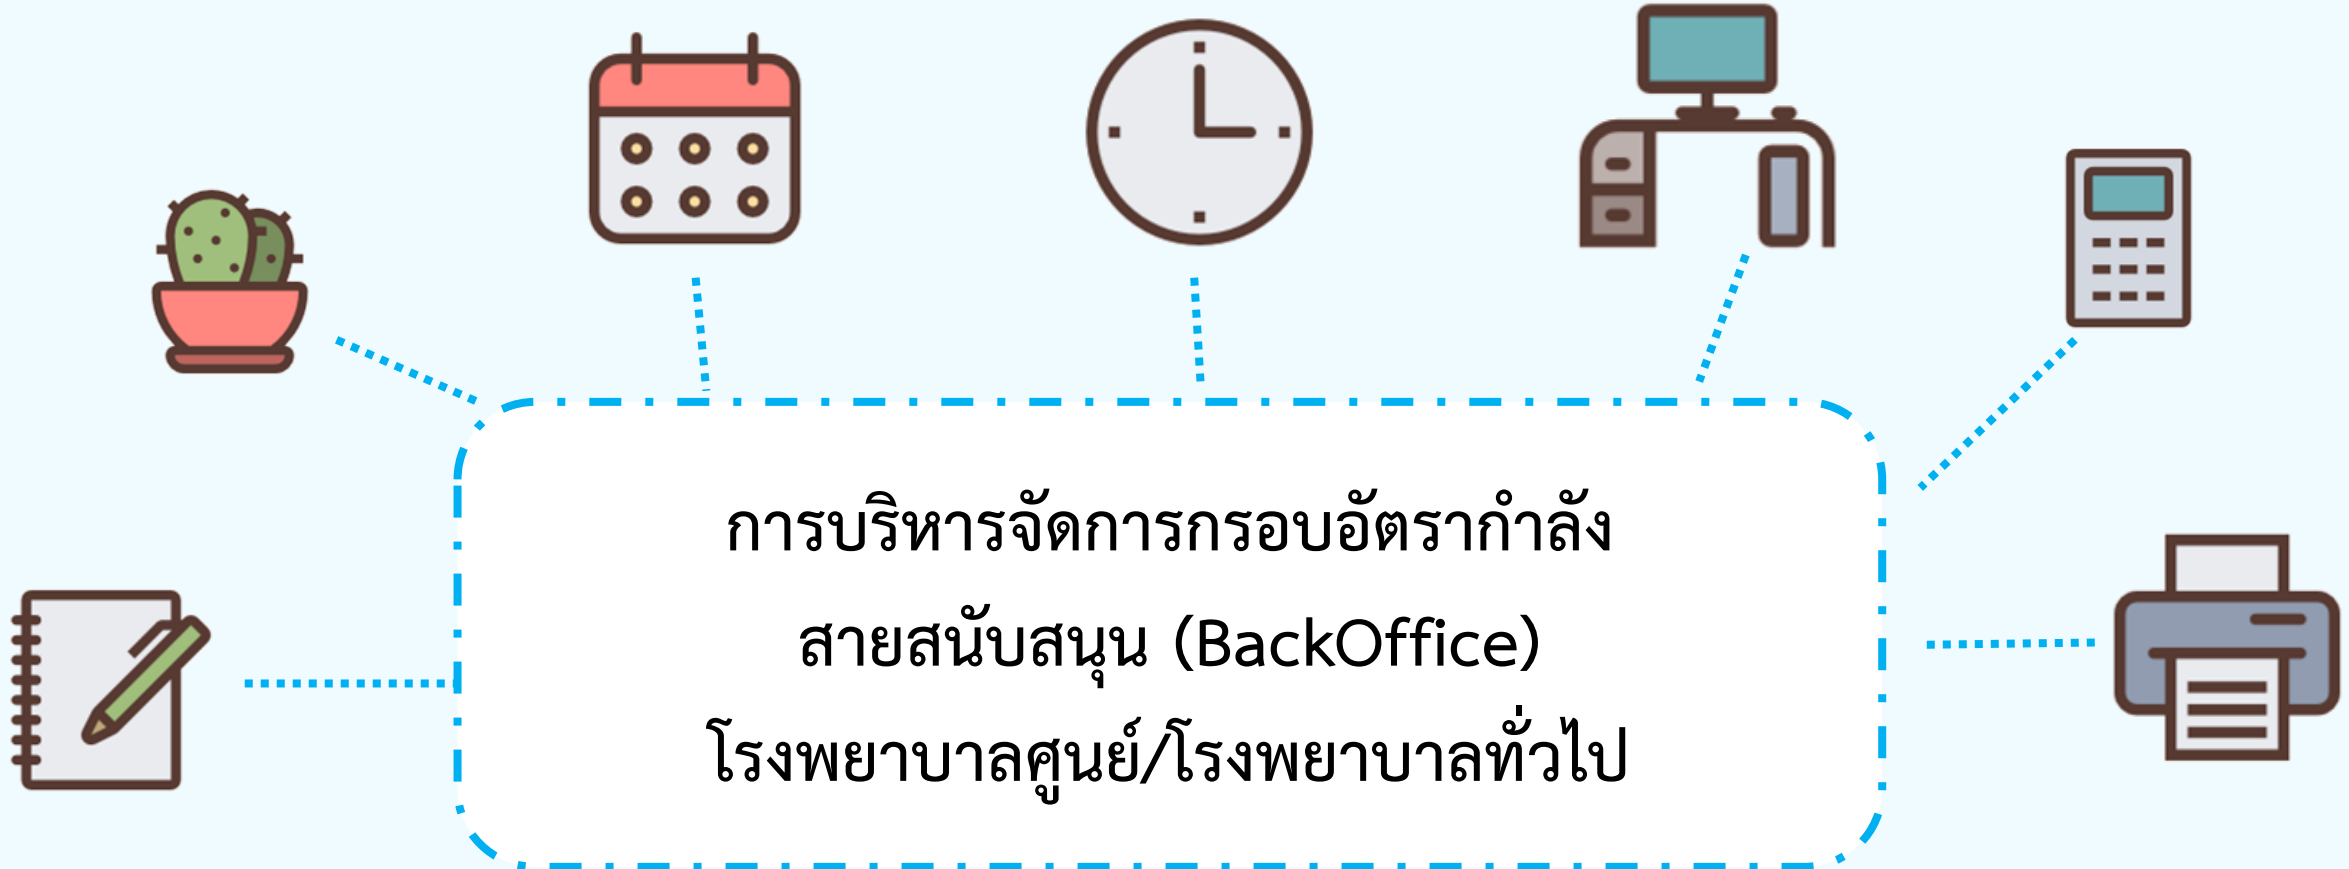 การบริหารจัดการกรอบอัตรากำลัง
สายสนับสนุน (BackOffice)
โรงพยาบาลศูนย์/โรงพยาบาลทั่วไป